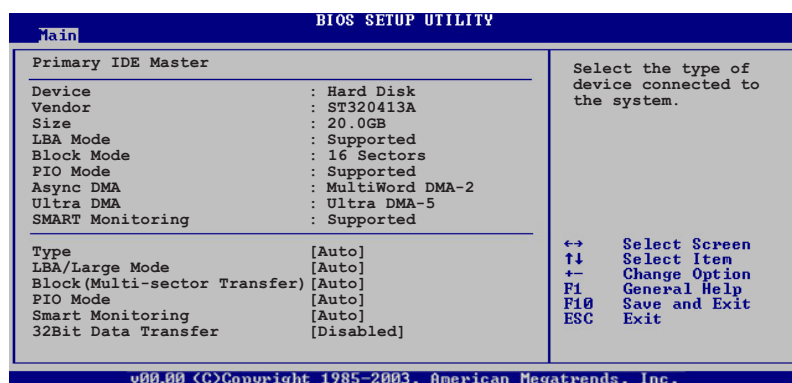 BIOS SETUP UTILITY
Main
Primary IDE Master
Device : Hard Disk
Vendor : ST320413A
Size : 20.0GB
LBA Mode : Supported
Block Mode : 16 Sectors
PIO Mode : Supported
Async DMA : MultiWord DMA-2
Ultra DMA : Ultra DMA-5
SMART Monitoring : Supported
Type [Auto]
LBA/Large Mode [Auto]
Block(Multi-sector Transfer)[Auto]
PIO Mode [Auto]
Smart Monitoring [Auto]
32Bit Data Transfer [Disabled]
Select the type of
device connected to
the system.
↔ Select Screen
↑↓ Select Item
+- Change Option
F1 General Help
F10 Save and Exit
ESC Exit
v00.00 (C)Copyright 1985-2003, American Megatrends, Inc.